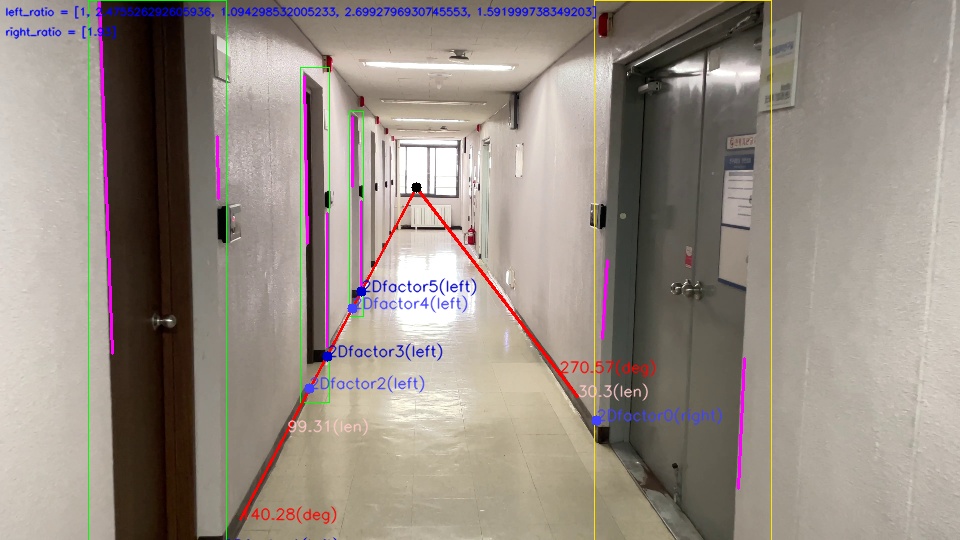 left_ratio = [1, 2.475526292605936, 1.094298532005233, 2.6992796930745553, 1.591999738349203]
right_ratio = [1.98]
2Dfactor5(left)
2Dfactor4(left)
2Dfactor3(left)
270.57(deg)
2Dfactor2(left)
30.3(len)
2Dfactor0(right)
99.31(len)
40.28(deg)